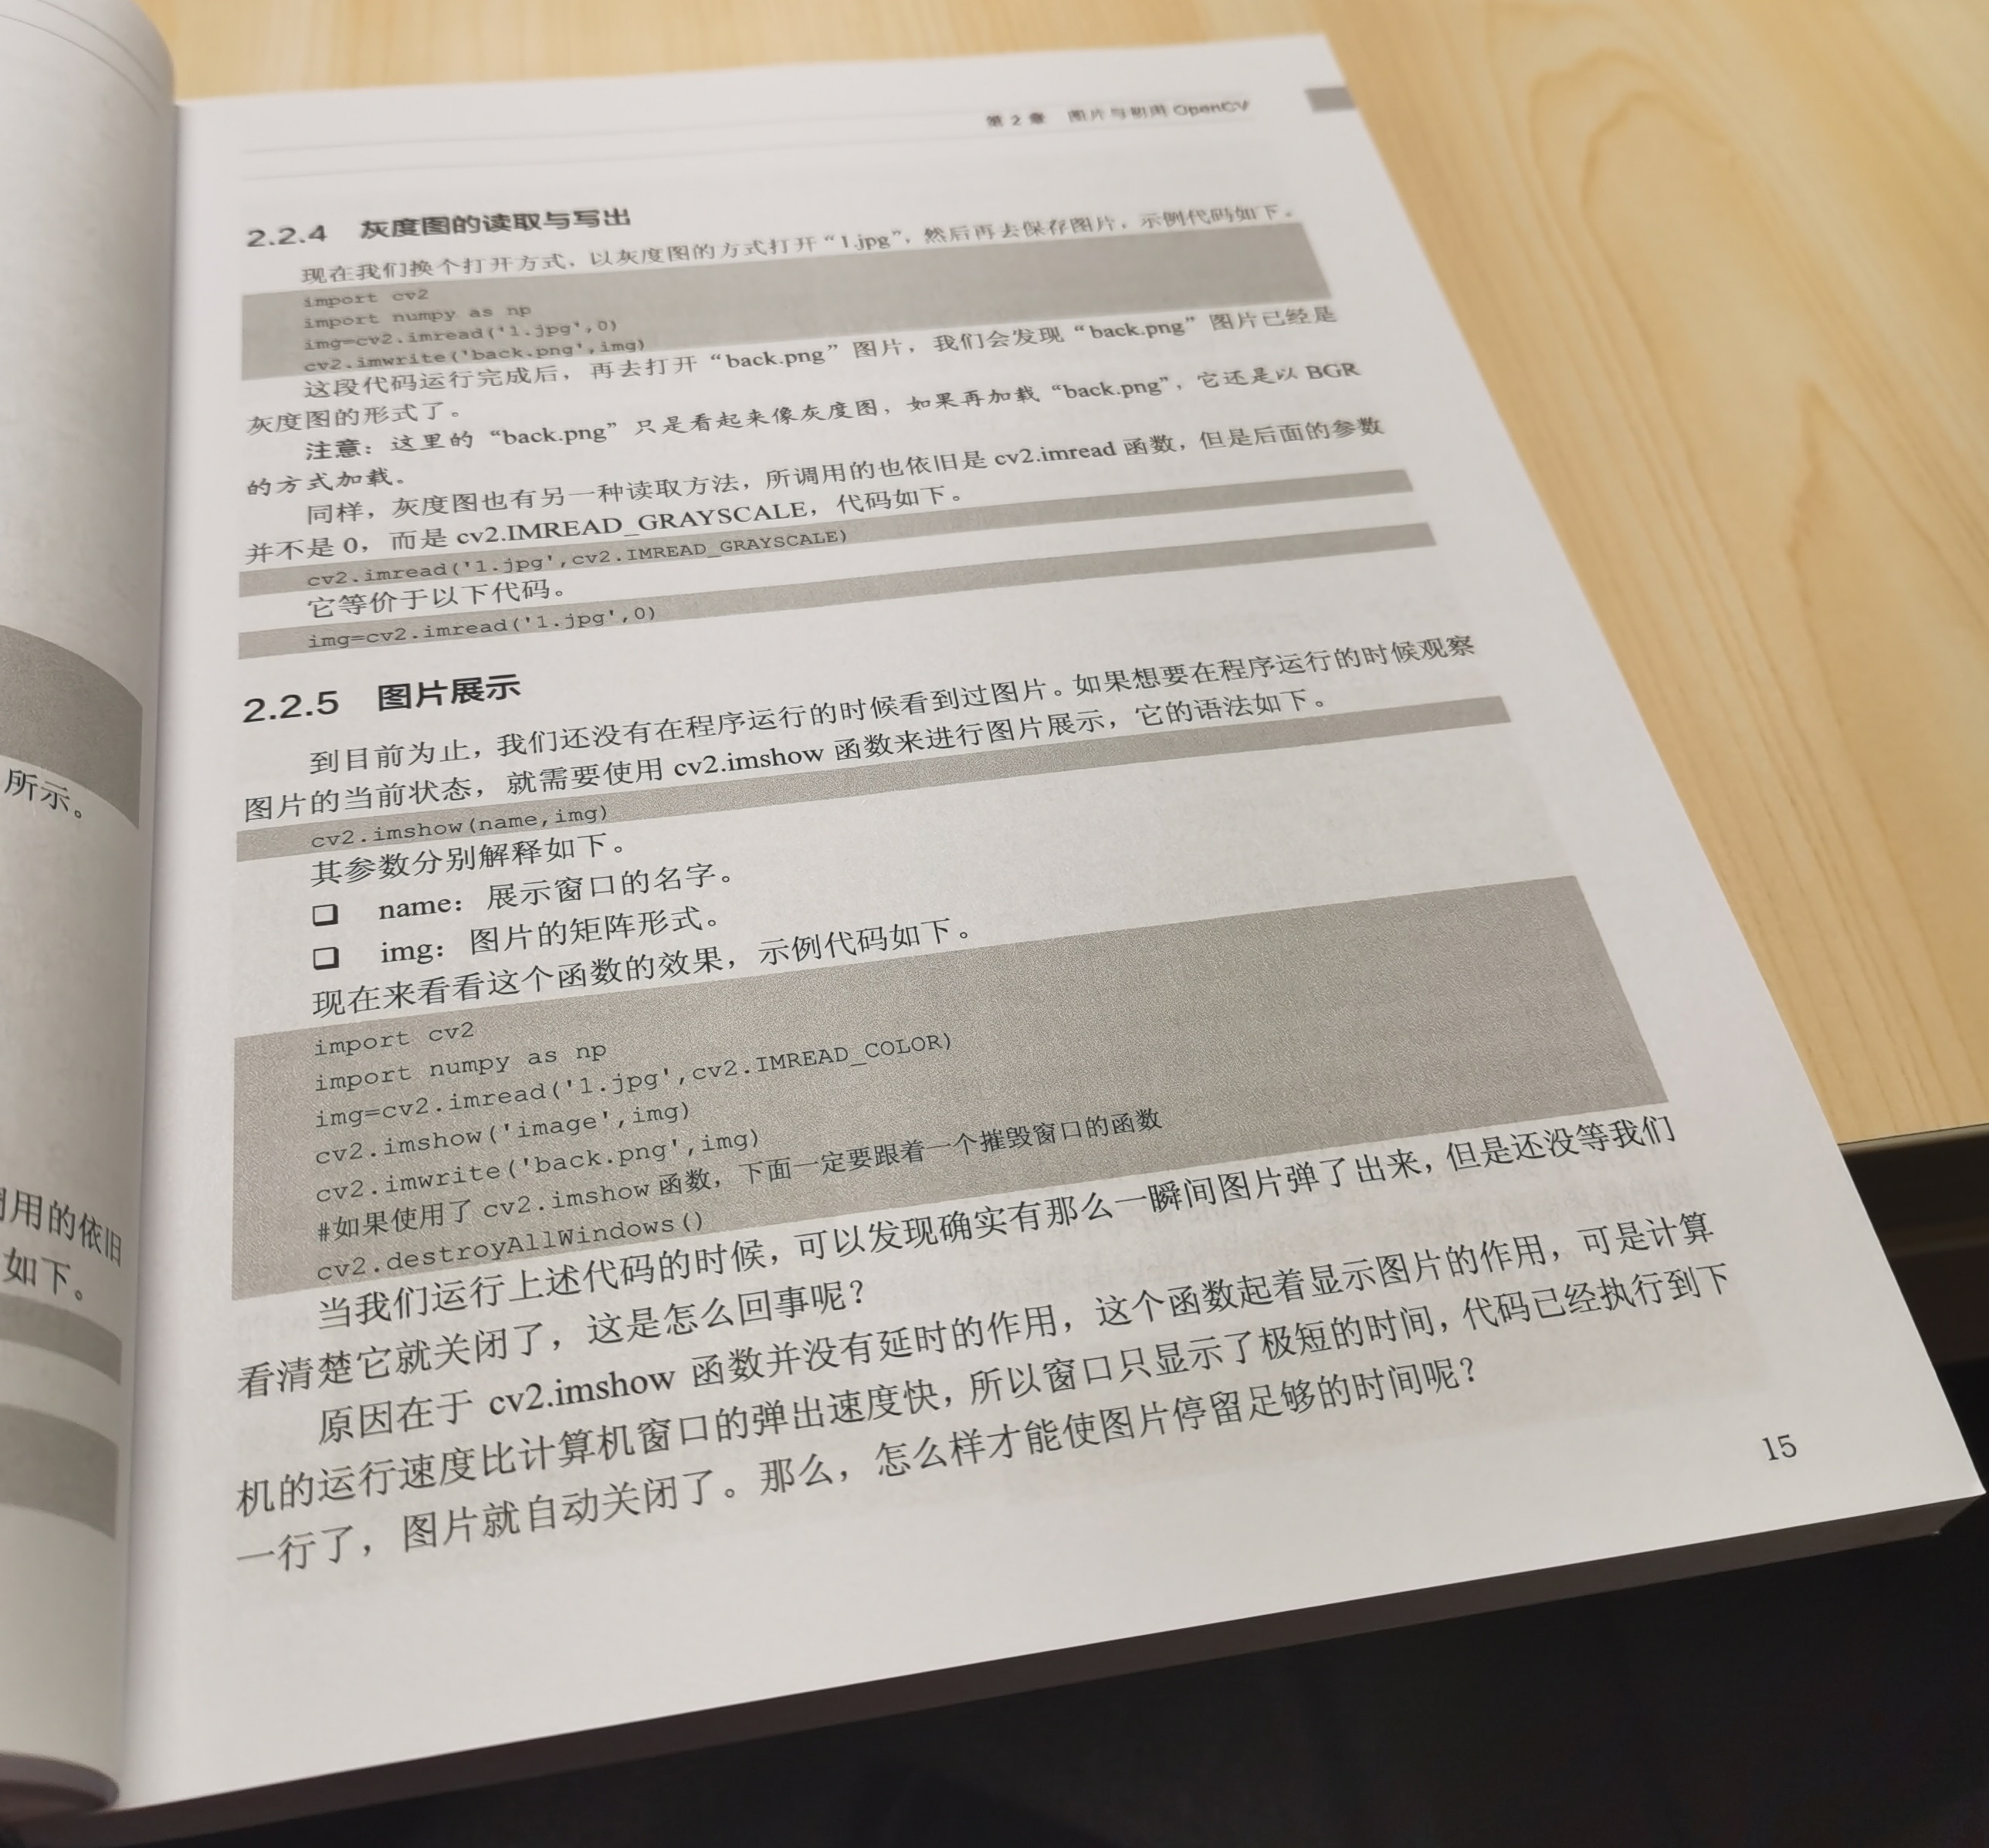 所示。
用的依旧
如下。
第 2 章 图片与初用 OpenCV
2.2.4 灰度图的读取与写出
现在我们换个打开方式，以灰度图的方式打开“1.jpg”，然后再去保存图片，示例代码如下。
import cv2
import numpy as np
img=cv2.imread('1.jpg',0)
cv2.imwrite('back.png',img)
这段代码运行完成后，再去打开“back.png”图片，我们会发现“back.png”图片已经是
灰度图的形式了。
注意：这里的“back.png”只是看起来像灰度图，如果再加载“back.png”，它还是以 BGR
的方式加载。
同样，灰度图也有另一种读取方法，所调用的也依旧是 cv2.imread 函数，但是后面的参数
并不是 0，而是 cv2.IMREAD_GRAYSCALE，代码如下。
cv2.imread('1.jpg',cv2.IMREAD_GRAYSCALE)
它等价于以下代码。
img=cv2.imread('1.jpg',0)
2.2.5 图片展示
到目前为止，我们还没有在程序运行的时候看到过图片。如果想要在程序运行的时候观察
图片的当前状态，就需要使用 cv2.imshow 函数来进行图片展示，它的语法如下。
cv2.imshow(name,img)
其参数分别解释如下。
❑ name：展示窗口的名字。
❑ img：图片的矩阵形式。
现在来看看这个函数的效果，示例代码如下。
import cv2
import numpy as np
img=cv2.imread('1.jpg',cv2.IMREAD_COLOR)
cv2.imshow('image',img)
cv2.imwrite('back.png',img)
#如果使用了 cv2.imshow 函数，下面一定要跟着一个摧毁窗口的函数
cv2.destroyAllWindows()
当我们运行上述代码的时候，可以发现确实有那么一瞬间图片弹了出来，但是还没等我们
看清楚它就关闭了，这是怎么回事呢？
原因在于 cv2.imshow 函数并没有延时的作用，这个函数起着显示图片的作用，可是计算
机的运行速度比计算机窗口的弹出速度快，所以窗口只显示了极短的时间，代码已经执行到下
一行了，图片就自动关闭了。那么，怎么样才能使图片停留足够的时间呢？
15